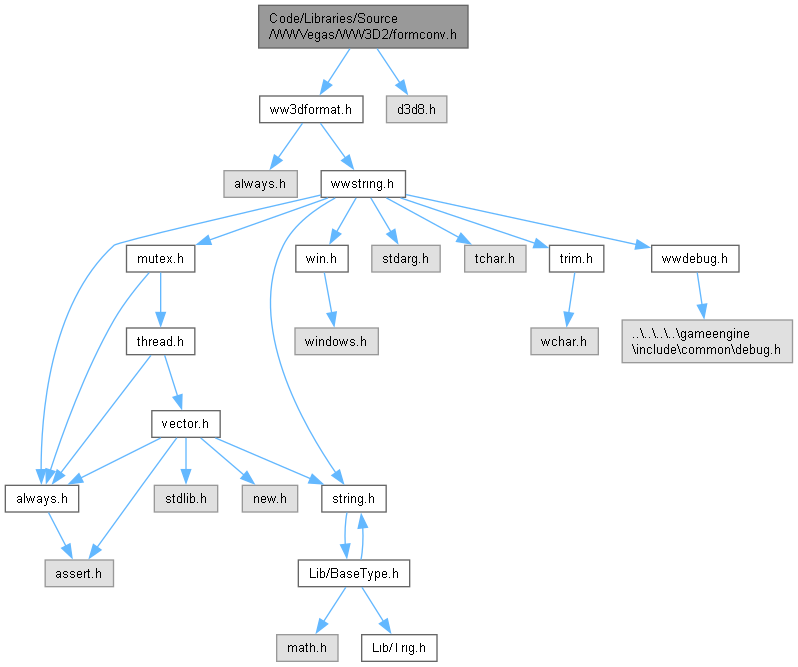 Code/Libraries/Source
/WWVegas/WW3D2/formconv.h
ww3dformat.h
d3d8.h
always.h
wwstring.h
mutex.h
win.h
stdarg.h
tchar.h
trim.h
wwdebug.h
thread.h
windows.h
wchar.h
..\..\..\..\gameengine
\include\common\debug.h
vector.h
always.h
stdlib.h
new.h
string.h
assert.h
Lib/BaseType.h
math.h
Lib/Trig.h